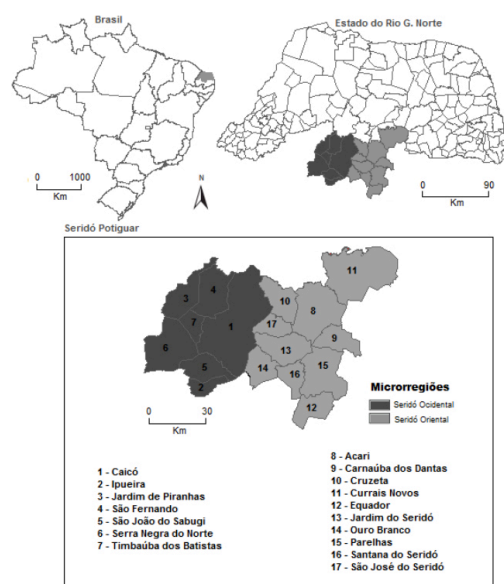 Brasil
Estado do Rio G. Norte
N
0 1000
Km
0 90
Km
Seridó Potiguar
11
3
4
10
8
7
1
17
9
6
13
5
14
16
15
2
12
0 30
Km
Microrregiões
Seridó Ocidental
Seridó Oriental
1 - Caicó
2 - Ipueira
3 - Jardim de Piranhas
4 - São Fernando
5 - São João do Sabugi
6 - Serra Negra do Norte
7 - Timbaúba dos Batistas
8 - Acari
9 - Carnaúba dos Dantas
10 - Cruzeta
11 - Currais Novos
12 - Equador
13 - Jardim do Seridó
14 - Ouro Branco
15 - Parelhas
16 - Santana do Seridó
17 - São José do Seridó